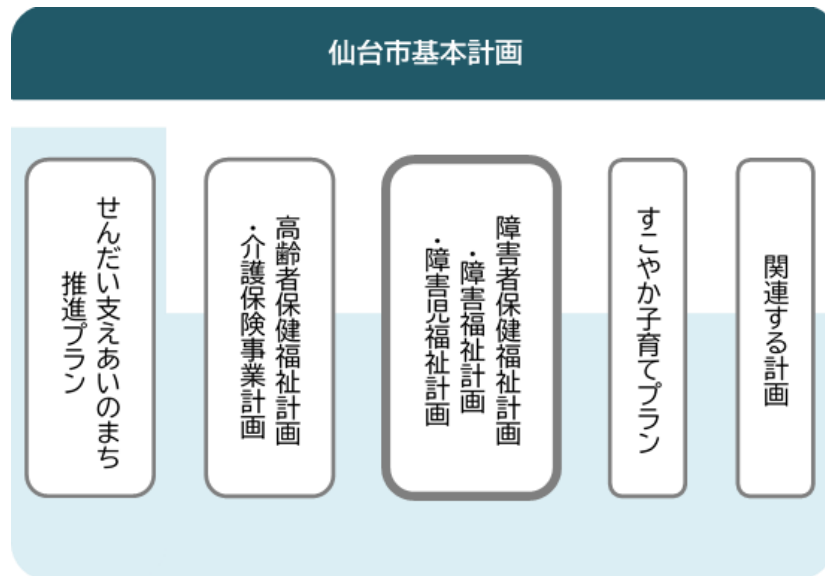 仙台市基本計画
せんだい支えあいのまち
推進プラン
高齢者保健福祉計画
・介護保険事業計画
障害者保健福祉計画
・障害福祉計画
・障害児福祉計画
すこやか子育てプラン
関連する計画